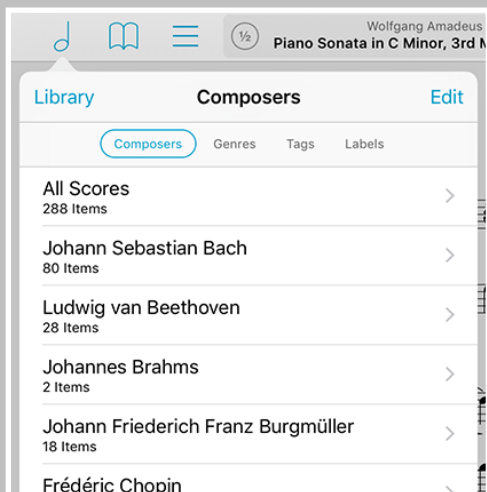 ½
Wolfgang Amadeus
Piano Sonata in C Minor, 3rd
Library
Composers
Edit
Composers
Genres
Tags
Labels
All Scores
288 Items
Johann Sebastian Bach
80 Items
Ludwig van Beethoven
28 Items
Johannes Brahms
2 Items
Johann Friederich Franz Burgmüller
18 Items
Frédéric Chopin